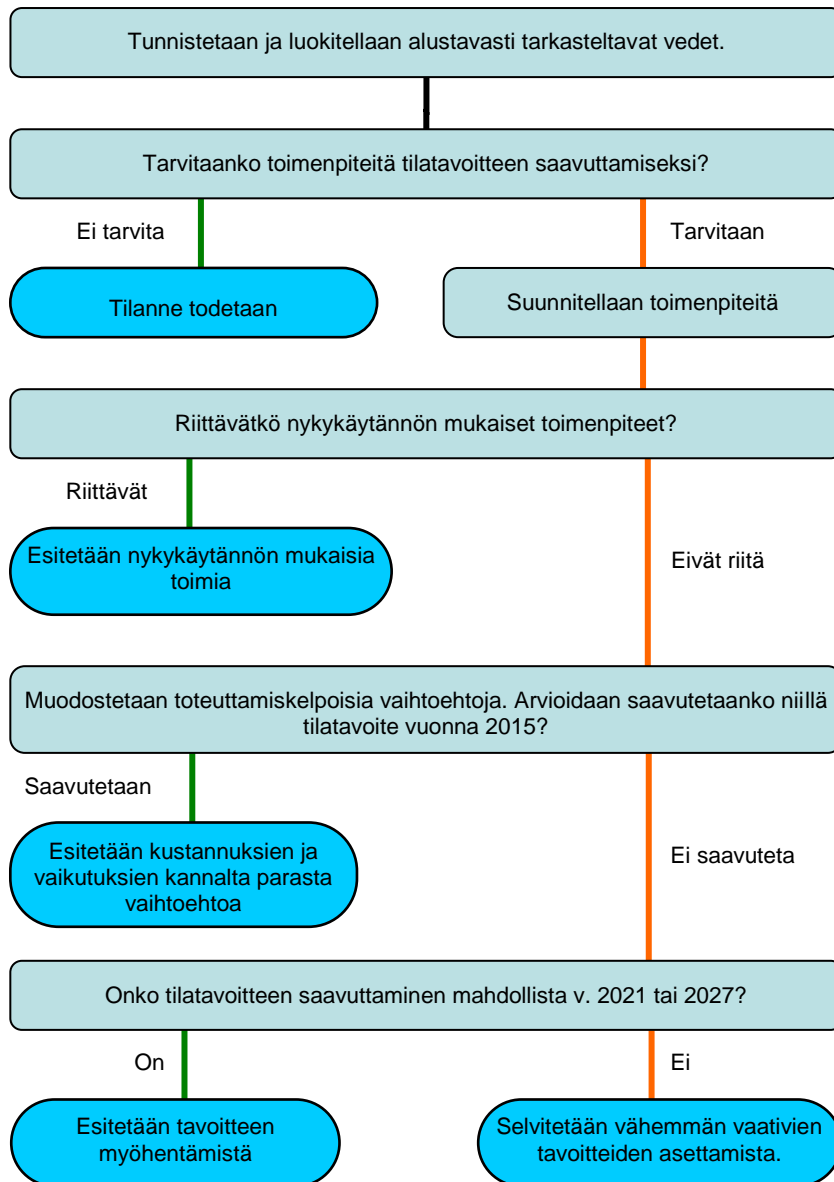 Tunnistetaan ja luokitellaan alustavasti tarkasteltavat vedet.
Tarvitaanko toimenpiteitä tilatavoitteen saavuttamiseksi?
Ei tarvita
Tarvitaan
Tilanne todetaan
Suunnitellaan toimenpiteitä
Riittävätkö nykykäytännön mukaiset toimenpiteet?
Riittävät
Eivät riitä
Esitetään nykykäytännön mukaisia
toimia
Muodostetaan toteuttamiskelpoisia vaihtoehtoja. Arvioidaan saavutetaanko niillä
tilatavoite vuonna 2015?
Saavutetaan
Ei saavuteta
Esitetään kustannuksien ja
vaikutuksien kannalta parasta
vaihtoehtoa
Onko tilatavoitteen saavuttaminen mahdollista v. 2021 tai 2027?
On
Ei
Esitetään tavoitteen
myöhentämistä
Selvitetään vähemmän vaativien
tavoitteiden asettamista.